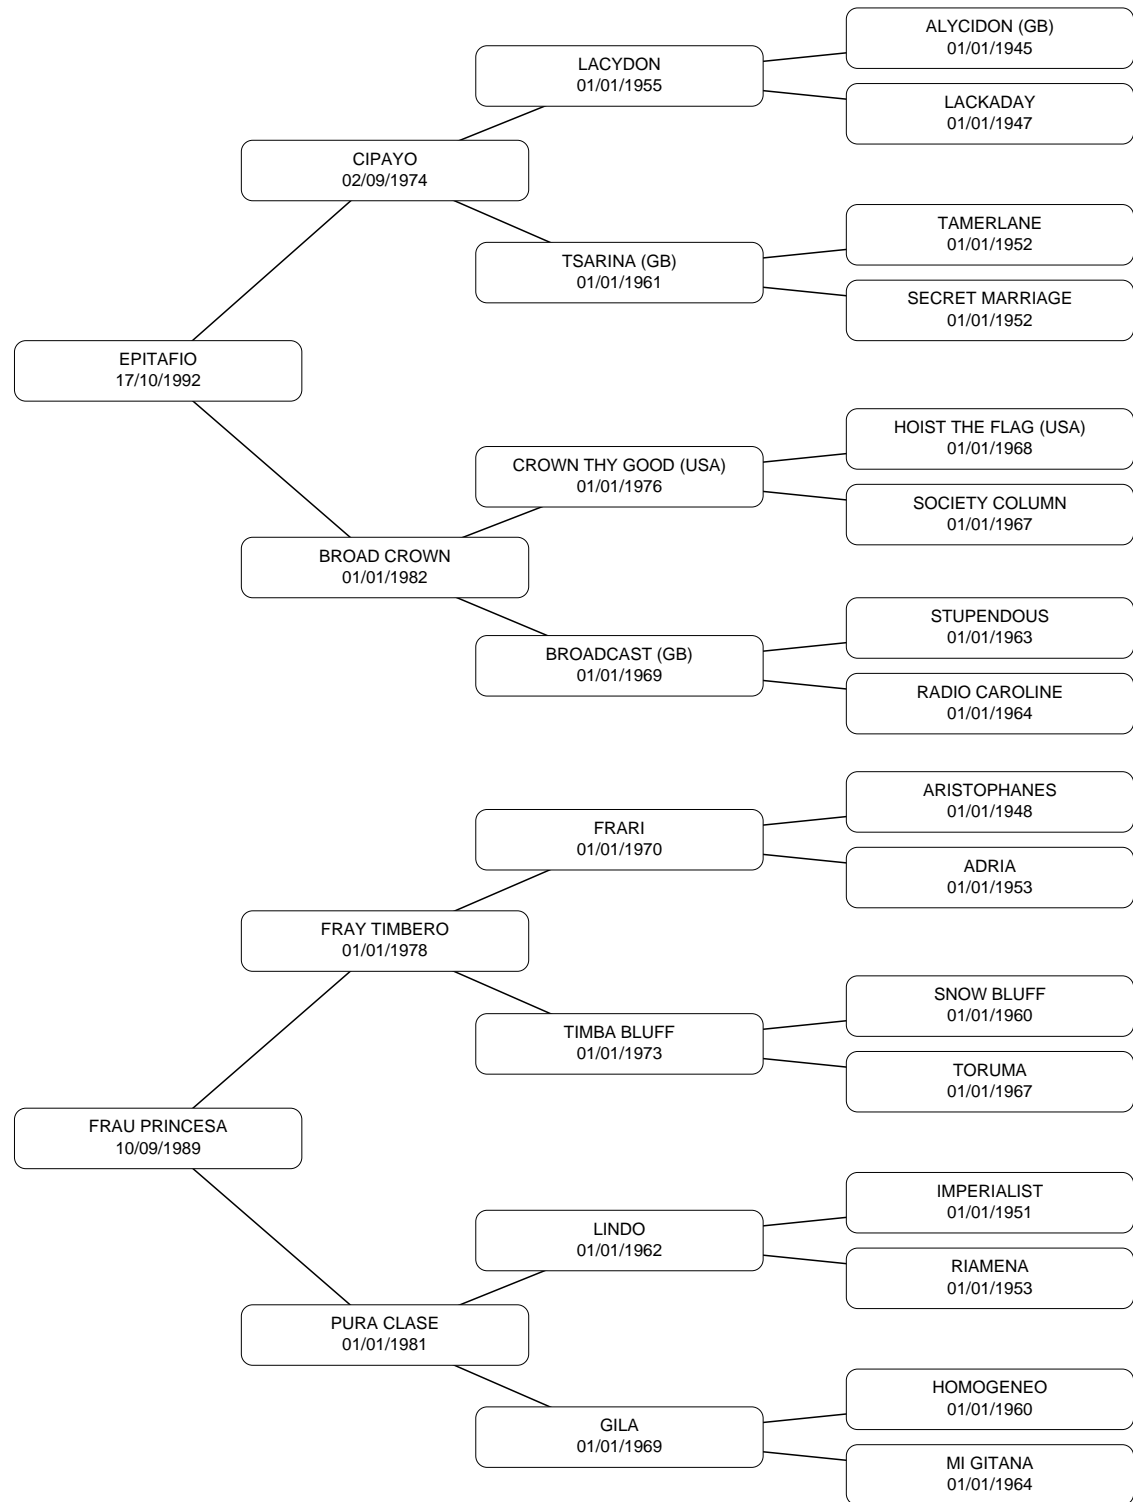 ALYCIDON (GB)
01/01/1945
LACYDON
01/01/1955
LACKADAY
01/01/1947
CIPAYO
02/09/1974
TAMERLANE
01/01/1952
TSARINA (GB)
01/01/1961
SECRET MARRIAGE
01/01/1952
EPITAFIO
17/10/1992
HOIST THE FLAG (USA)
01/01/1968
CROWN THY GOOD (USA)
01/01/1976
SOCIETY COLUMN
01/01/1967
BROAD CROWN
01/01/1982
STUPENDOUS
01/01/1963
BROADCAST (GB)
01/01/1969
RADIO CAROLINE
01/01/1964
ARISTOPHANES
01/01/1948
FRARI
01/01/1970
ADRIA
01/01/1953
FRAY TIMBERO
01/01/1978
SNOW BLUFF
01/01/1960
TIMBA BLUFF
01/01/1973
TORUMA
01/01/1967
FRAU PRINCESA
10/09/1989
IMPERIALIST
01/01/1951
LINDO
01/01/1962
RIAMENA
01/01/1953
PURA CLASE
01/01/1981
HOMOGENEO
01/01/1960
GILA
01/01/1969
MI GITANA
01/01/1964